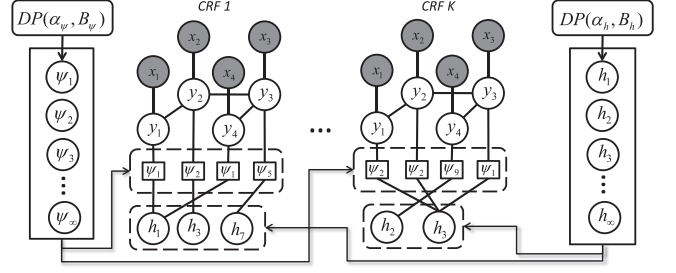 CRF 1
CRF K
DP(α_ψ, B_ψ)
DP(α_h, B_h)
x_2
x_3
x_1
x_4
y_2
y_3
y_1
y_4
ψ_1
ψ_2
ψ_1
ψ_5
h_1
h_3
h_7
...
x_2
x_3
x_1
x_4
y_2
y_3
y_1
y_4
ψ_2
ψ_2
ψ_9
ψ_1
h_2
h_3
ψ_1
ψ_2
ψ_3
ψ_∞
h_1
h_2
h_3
h_∞